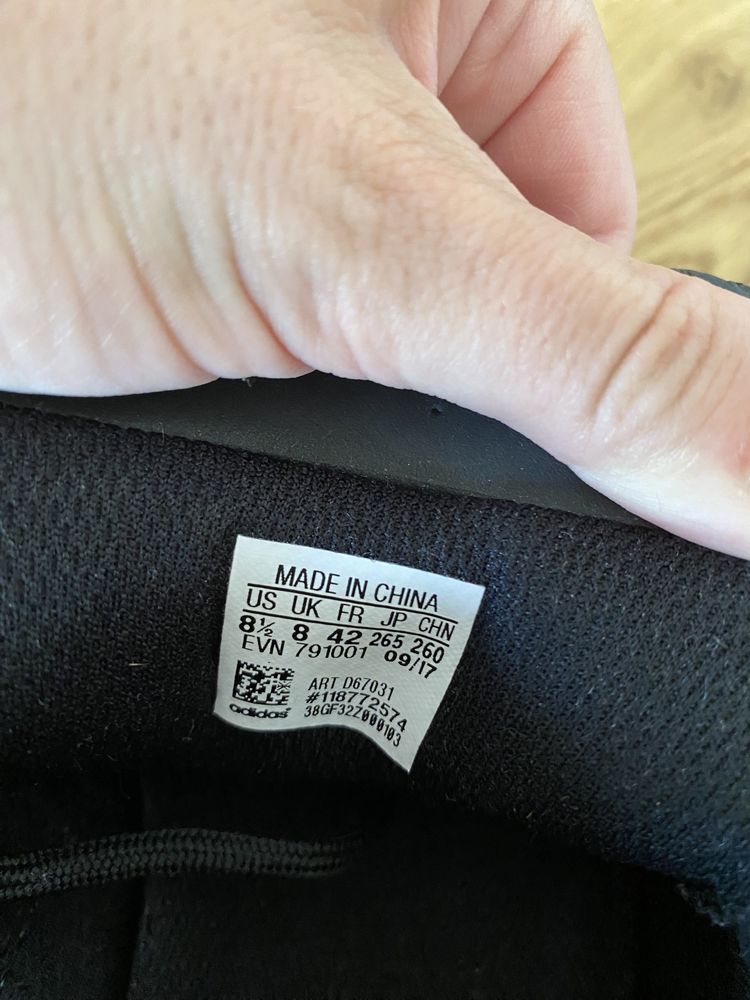 MADE IN CHINA
US UK FR JP CHN
8½ 8 42 265 260
EVN 791001 09/17
ART D67031
#118772574
38GF32Z000103
adidas